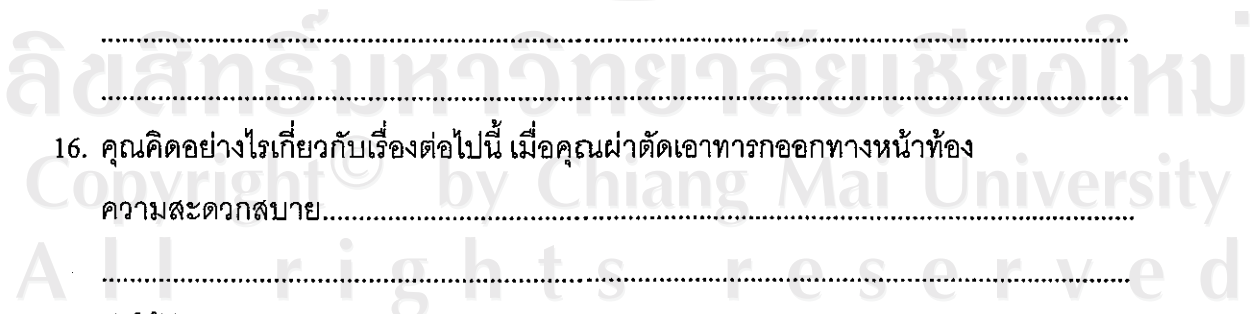 ลิขสิทธิ์มหาวิทยาลัยเชียงใหม่
16. คุณคิดอย่างไรเกี่ยวกับเรื่องต่อไปนี้ เมื่อคุณผ่าตัดเอาทารกออกทางหน้าท้อง
Copyright© by Chiang Mai University
ความสะดวกสบาย..........................................................
All rights reserved